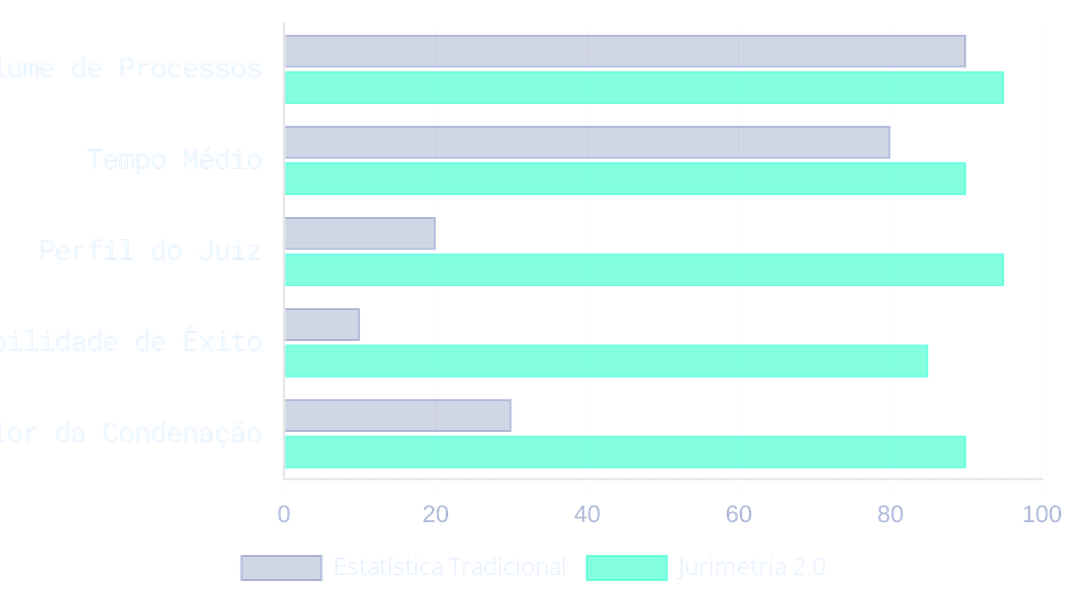 lume de Processos
Tempo Médio
Perfil do Juiz
bilidade de Êxito
lor da Condenação
0 20 40 60 80 100
Estatística Tradicional Jurimetria 2.0